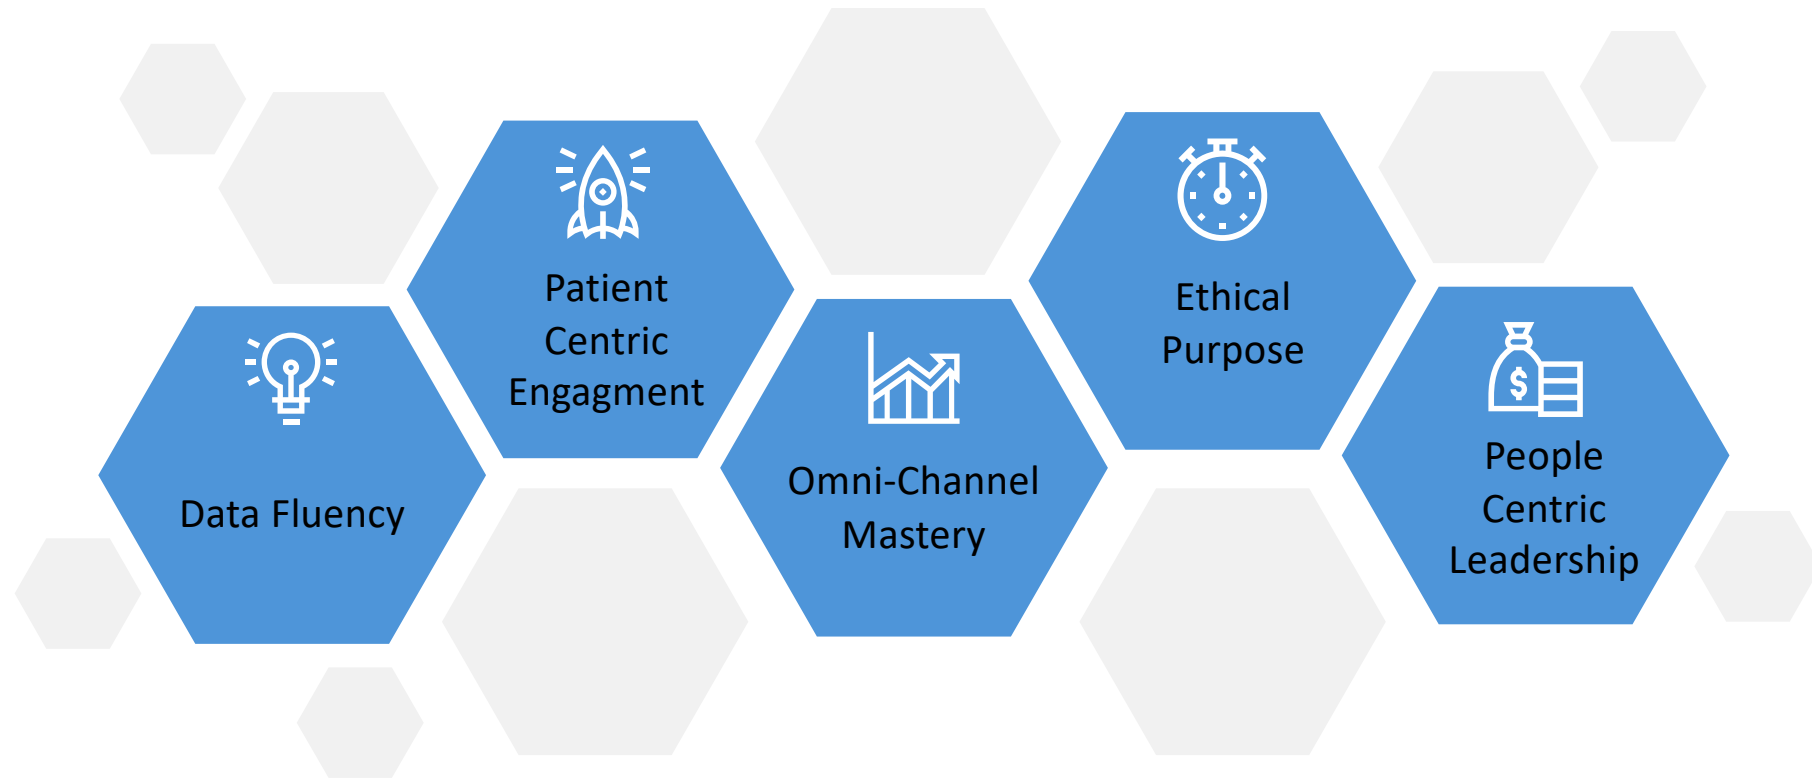 Data Fluency
Patient
Centric
Engagment
Omni-Channel
Mastery
Ethical
Purpose
$
People
Centric
Leadership